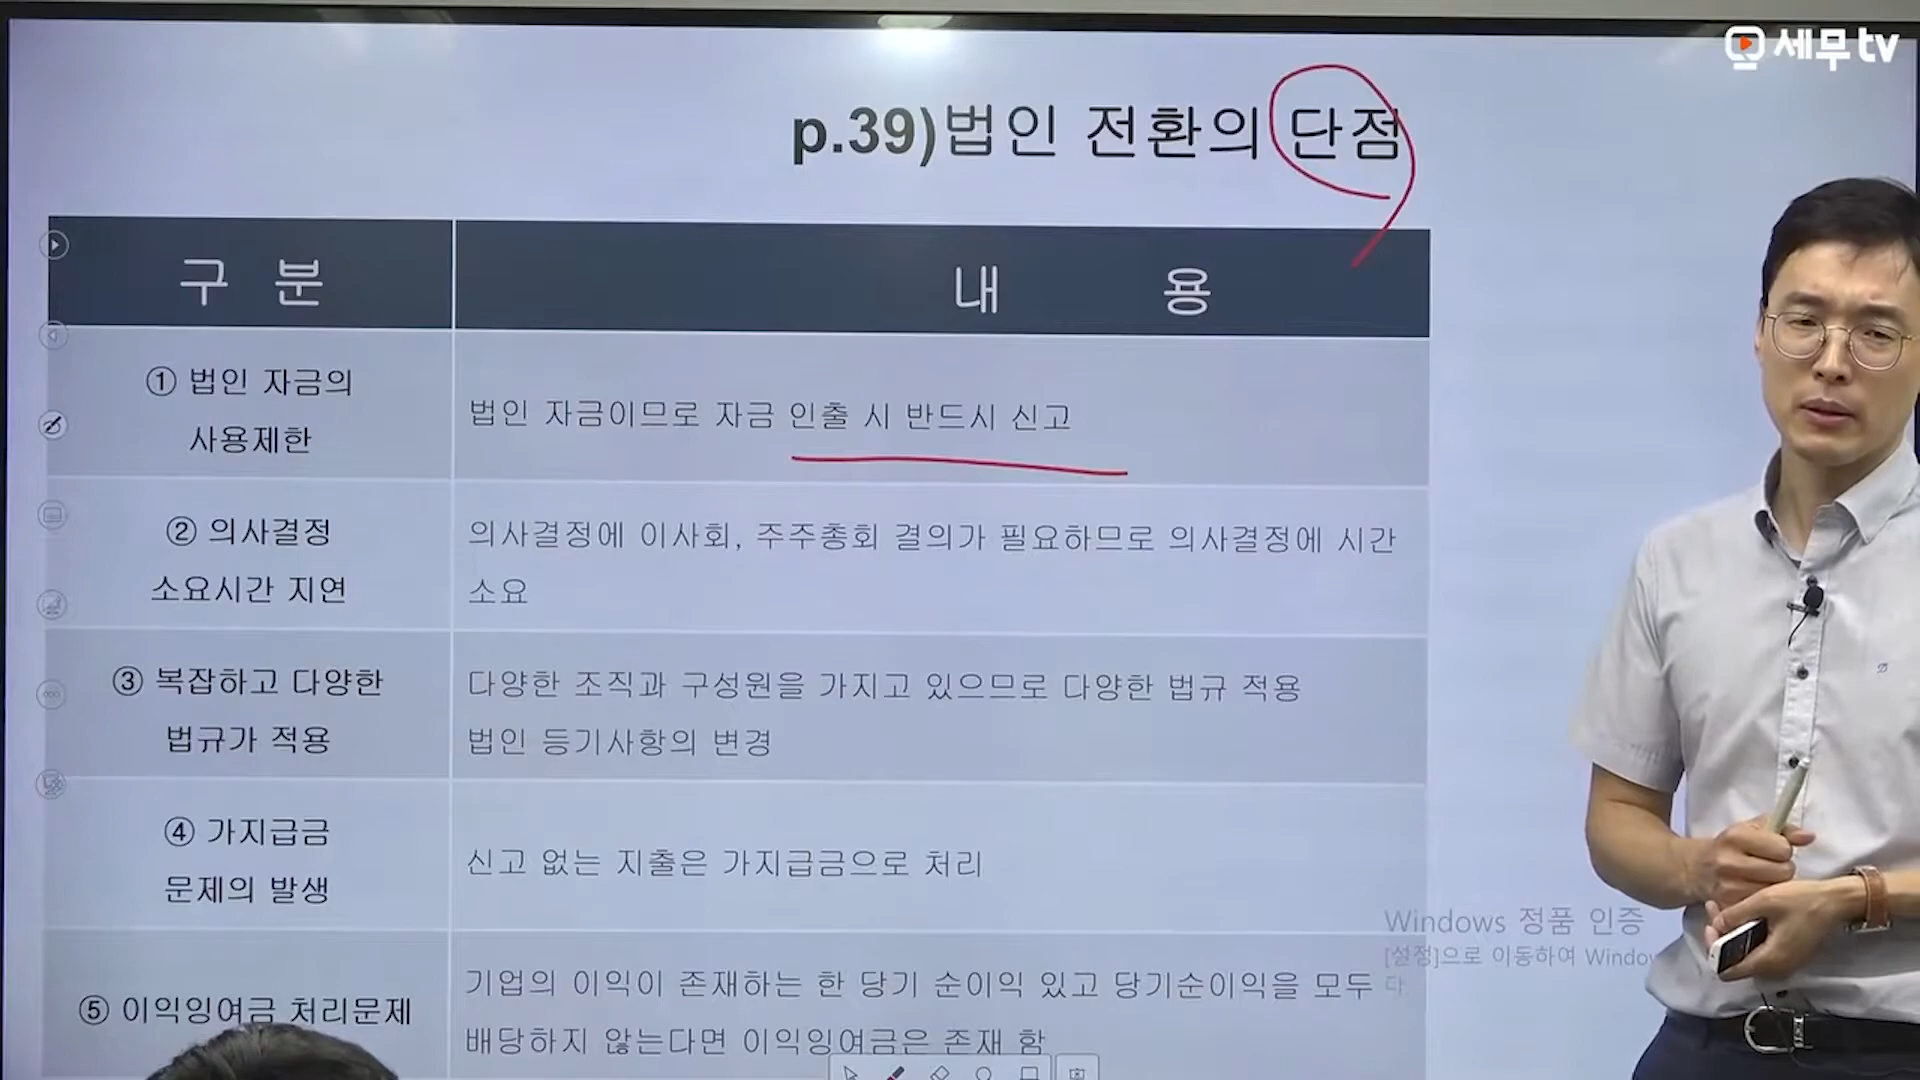 세무tv
p.39)법인 전환의 단점
구 분
내 용
① 법인 자금의
사용제한
법인 자금이므로 자금 인출 시 반드시 신고
② 의사결정
소요시간 지연
의사결정에 이사회, 주주총회 결의가 필요하므로 의사결정에 시간
소요
③ 복잡하고 다양한
법규가 적용
다양한 조직과 구성원을 가지고 있으므로 다양한 법규 적용
법인 등기사항의 변경
④ 가지급금
문제의 발생
신고 없는 지출은 가지급금으로 처리
⑤ 이익잉여금 처리문제
기업의 이익이 존재하는 한 당기 순이익 있고 당기순이익을 모두
배당하지 않는다면 이익잉여금은 존재 함
Windows 정품 인증
[설정]으로 이동하여 Window
다